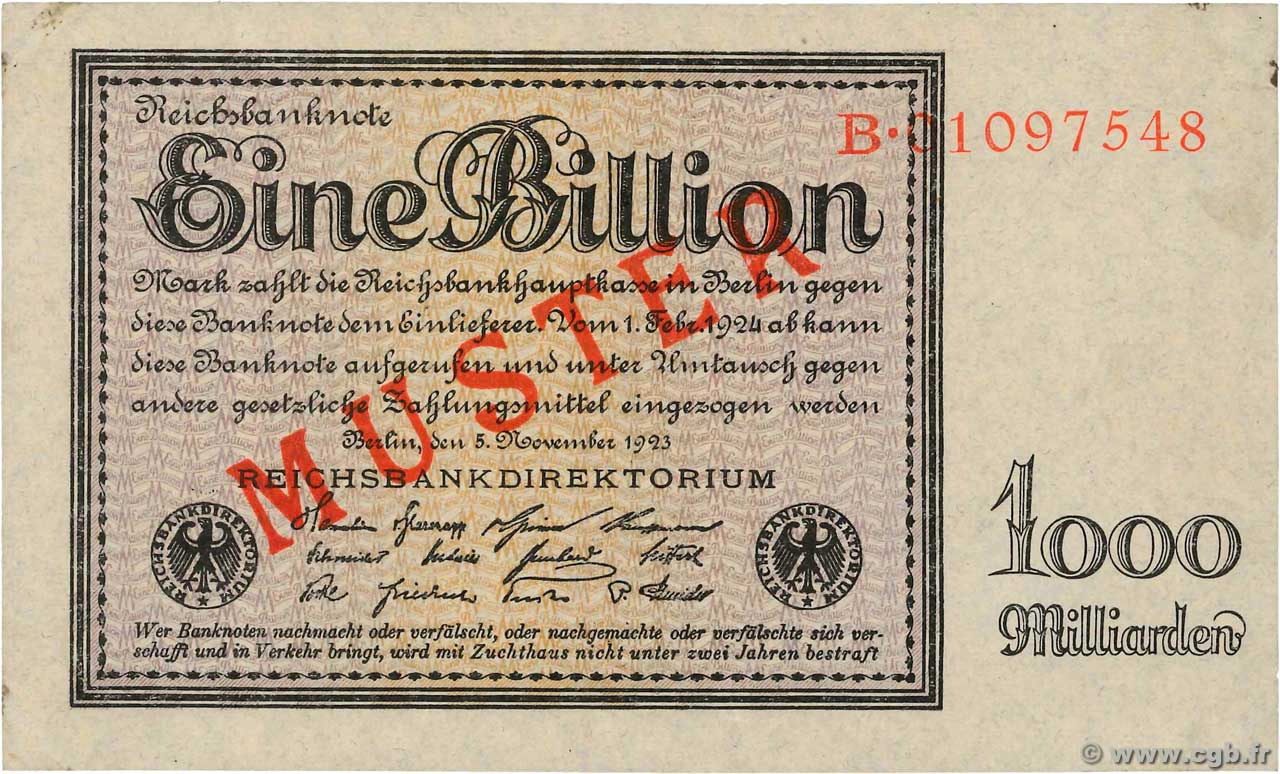 Reichsbanknote
B·01097548
Eine Billion
Mark zahlt die Reichsbankhauptkasse in Berlin gegen
diese Banknote dem Einlieferer. Vom 1. Febr. 1924 ab kann
diese Banknote aufgerufen und unter Umtausch gegen
andere gesetzliche Zahlungsmittel eingezogen werden
Berlin, den 5. November 1923
REICHSBANKDIREKTORIUM
MUSTER
REICHSBANKDIREKTORIUM
REICHSBANKDIREKTORIUM
Wer Banknoten nachmacht oder verfälscht, oder nachgemachte oder verfälschte sich ver-
schafft und in Verkehr bringt, wird mit Zuchthaus nicht unter zwei Jahren bestraft
1000
Milliarden
© www.cgb.fr